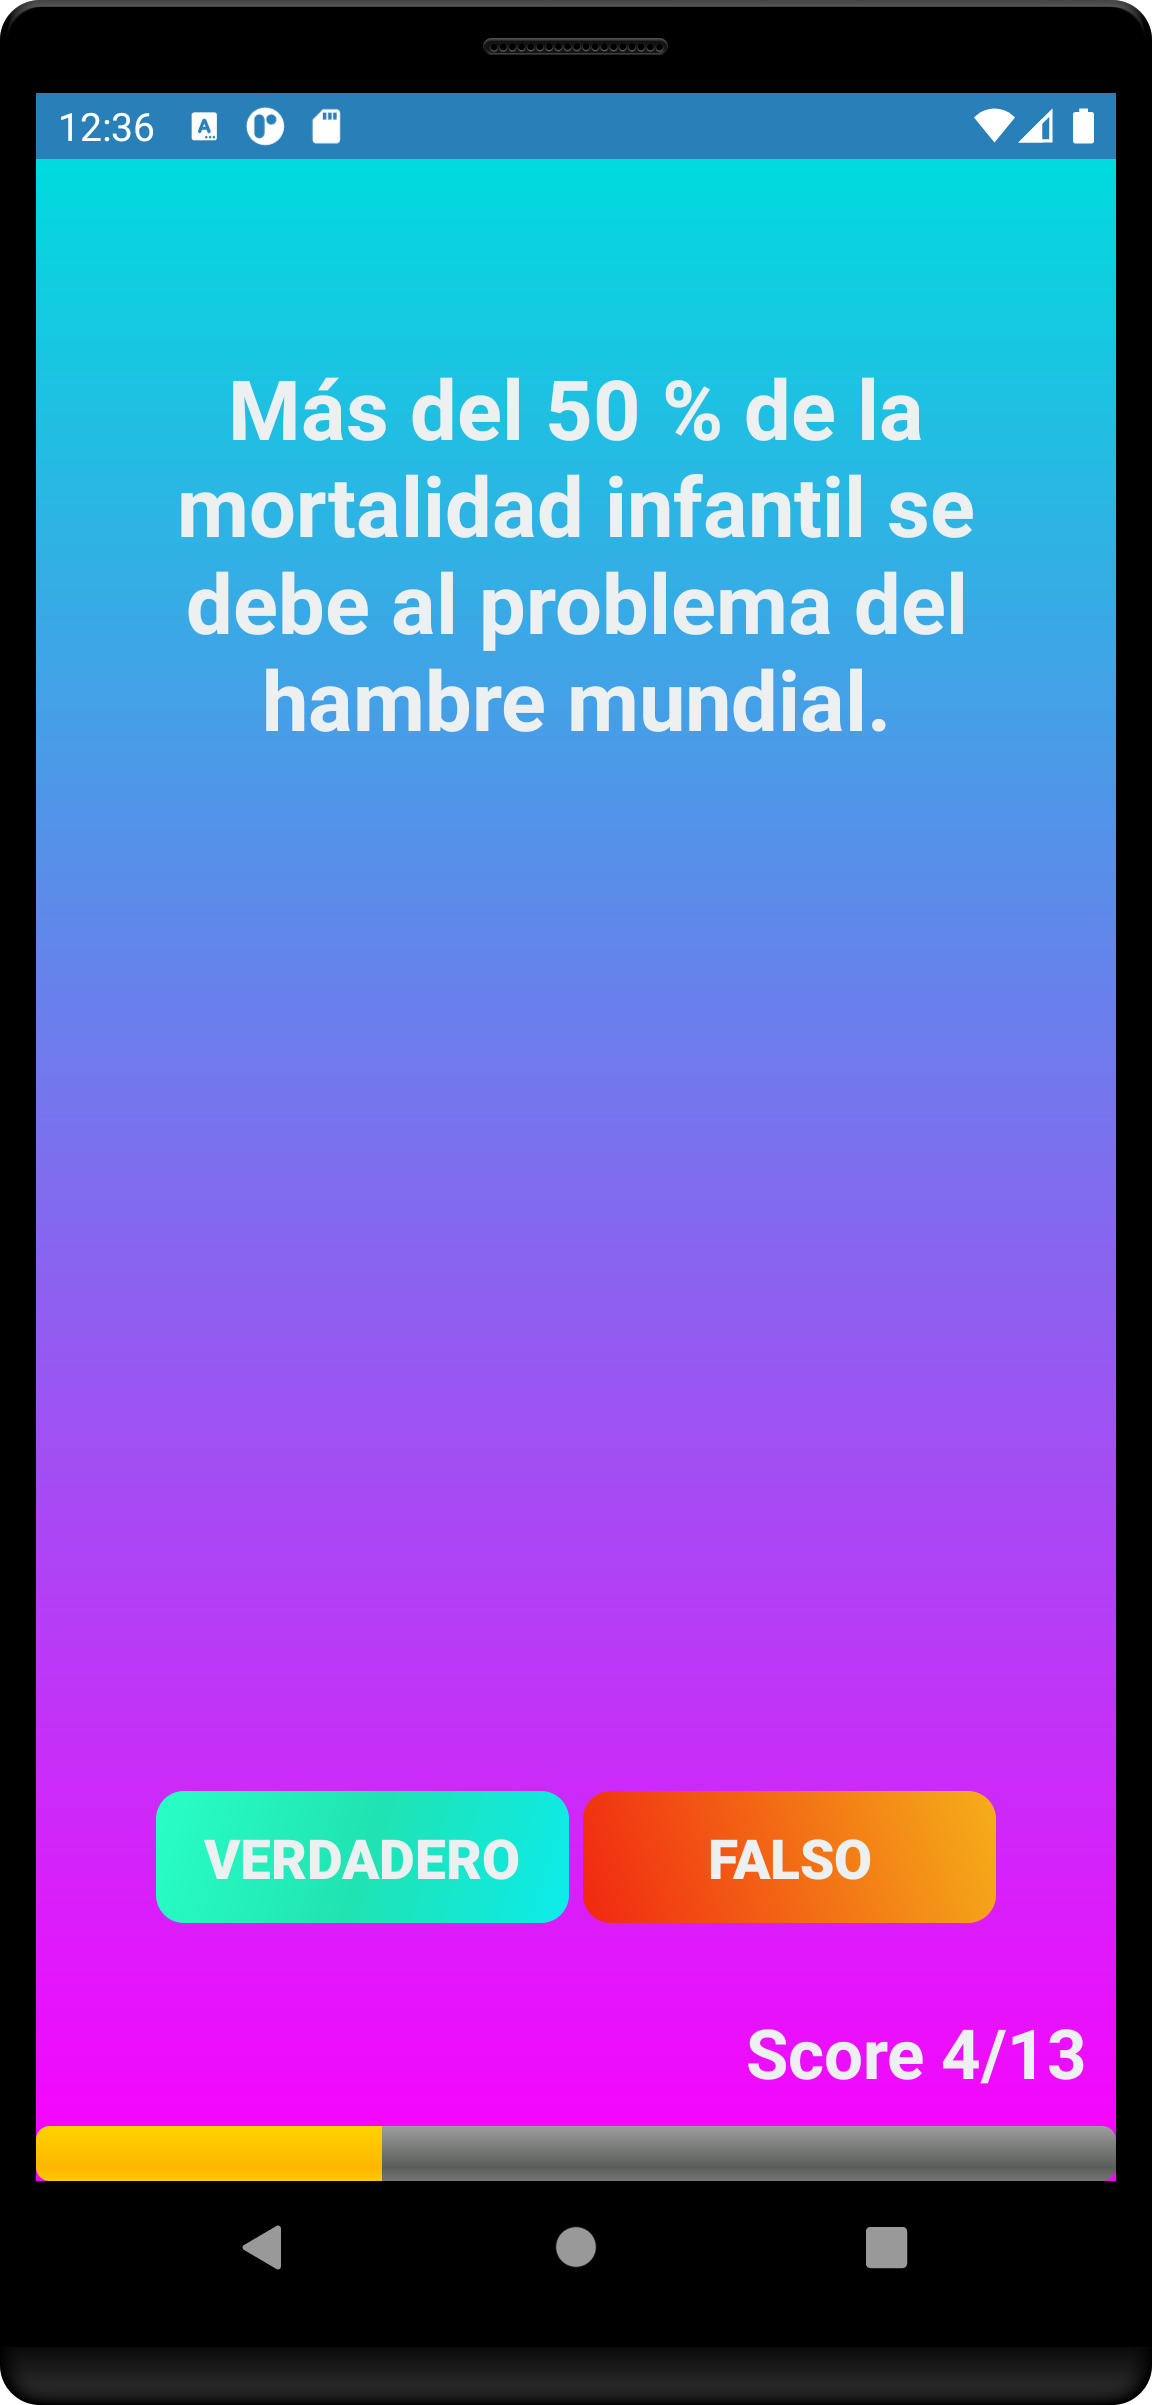 12:36
Más del 50 % de la
mortalidad infantil se
debe al problema del
hambre mundial.
VERDADERO
FALSO
Score 4/13